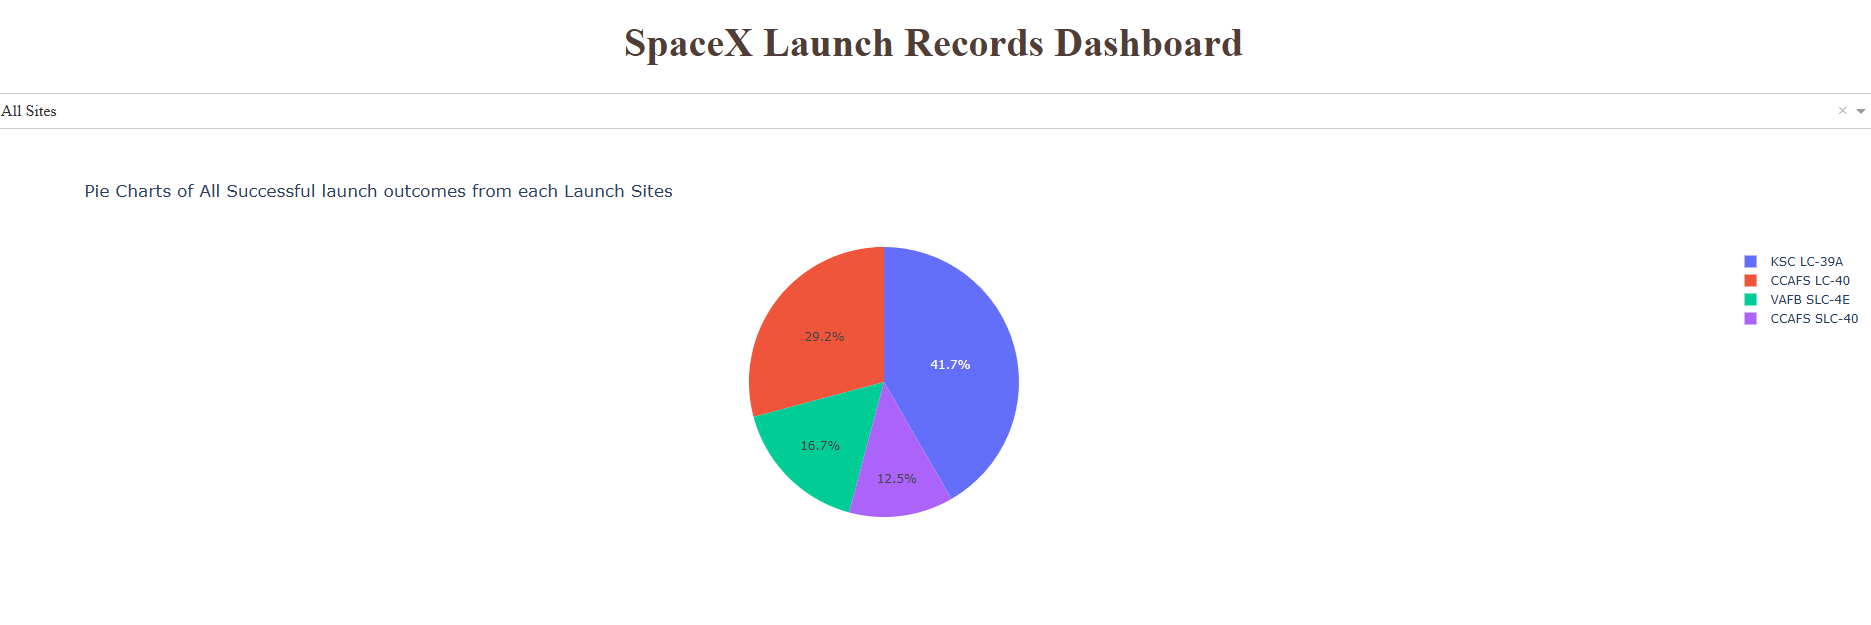 SpaceX Launch Records Dashboard
All Sites
×
Pie Charts of All Successful launch outcomes from each Launch Sites
KSC LC-39A
CCAFS LC-40
VAFB SLC-4E
CCAFS SLC-40
29.2%
41.7%
16.7%
12.5%